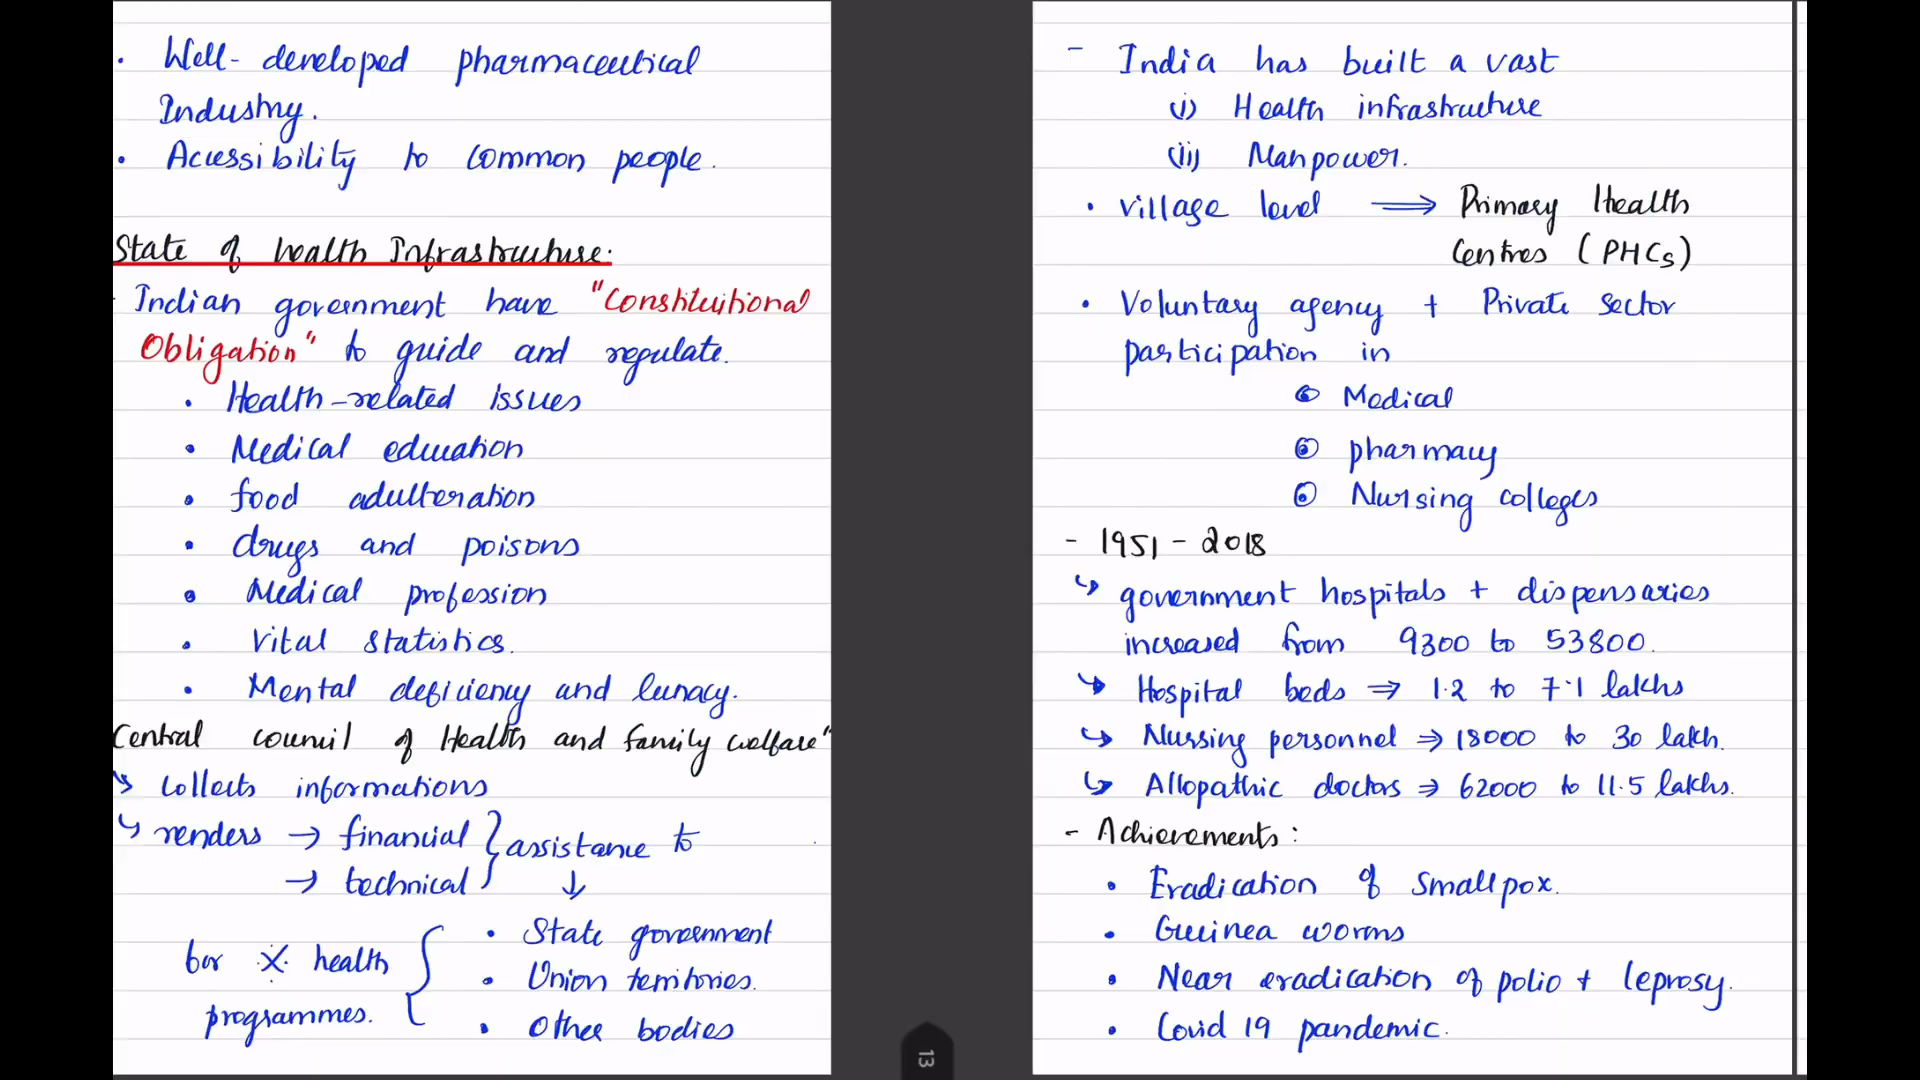 · Well-developed pharmaceutical
Industry.
· Accessibility to common people.
State of health Infrastructure:
Indian government have "Constituitional
Obligation" to guide and regulate.
· Health-related issues
· Medical education
· food adulteration
· drugs and poisons
· Medical profession
· Vital statistics.
· Mental deficiency and lunacy.
Central council of Health and family welfare"
↳ Collects informations
↳ renders → financial } assistance to
→ technical ↓
for health programmes. {
· State government
· Union territories.
· Other bodies
- India has built a vast
(i) Health infrastructure
(ii) Manpower.
· Village level ⟹ Primary Health
Centres (PHCs)
· Voluntary agency + Private sector
participation in
Medical
pharmacy
Nursing colleges
- 1951 - 2018
↳ government hospitals + dispensaries
increased from 9300 to 53800.
↳ Hospital beds ⇒ 1.2 to 7.1 lakhs
↳ Nursing personnel ⇒ 18000 to 30 lakh.
↳ Allopathic doctors ⇒ 62000 to 11.5 lakhs.
- Achievements:
· Eradication of Smallpox.
· Guinea worms
· Near eradication of polio + leprosy.
· Covid 19 pandemic.
13